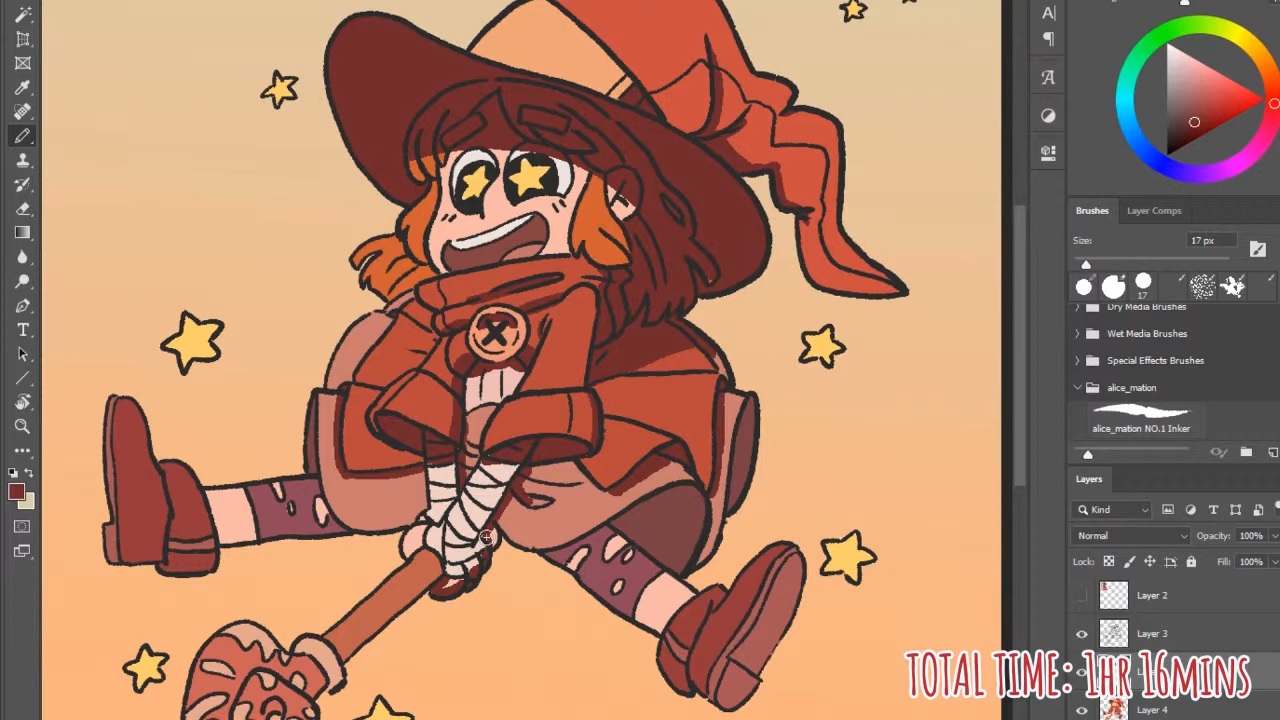 A|
Brushes
Layer Comps
Size:
17 px
17
Dry Media Brushes
Wet Media Brushes
Special Effects Brushes
alice_mation
alice_mation NO.1 Inker
Layers
Kind
Normal
Opacity: 100%
Lock:
Fill: 100%
Layer 2
Layer 3
Layer 4
TOTAL TIME: 1hr 16mins